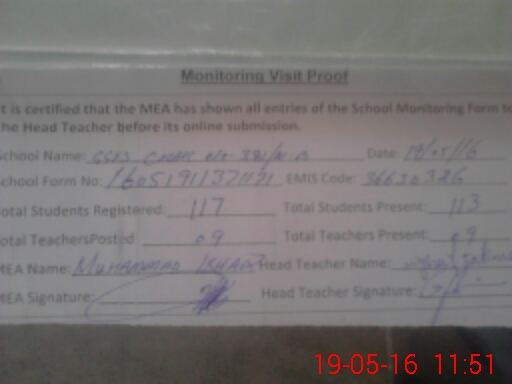 Monitoring Visit Proof
t is certified that the MEA has shown all entries of the School Monitoring Form to
he Head Teacher before its online submission.
chool Name: Date: 19/05/16
chool Form No: EMIS Code: 36630326
otal Students Registered: 117 Total Students Present: 113
otal TeachersPosted 09 Total Teachers Present: 09
MEA Name: MUHAMMAD ISHAQ Head Teacher Name:
MEA Signature: Head Teacher Signature:
19-05-16 11:51